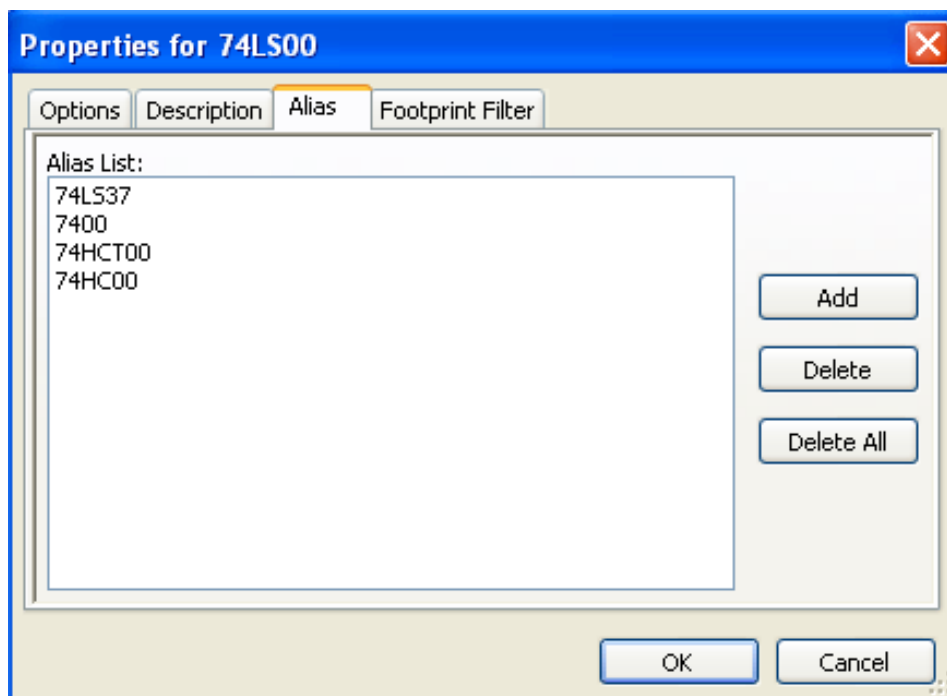 Properties for 74LS00
Options Description Alias Footprint Filter
Alias List:
74LS37
7400
74HCT00
74HC00
Add
Delete
Delete All
OK Cancel